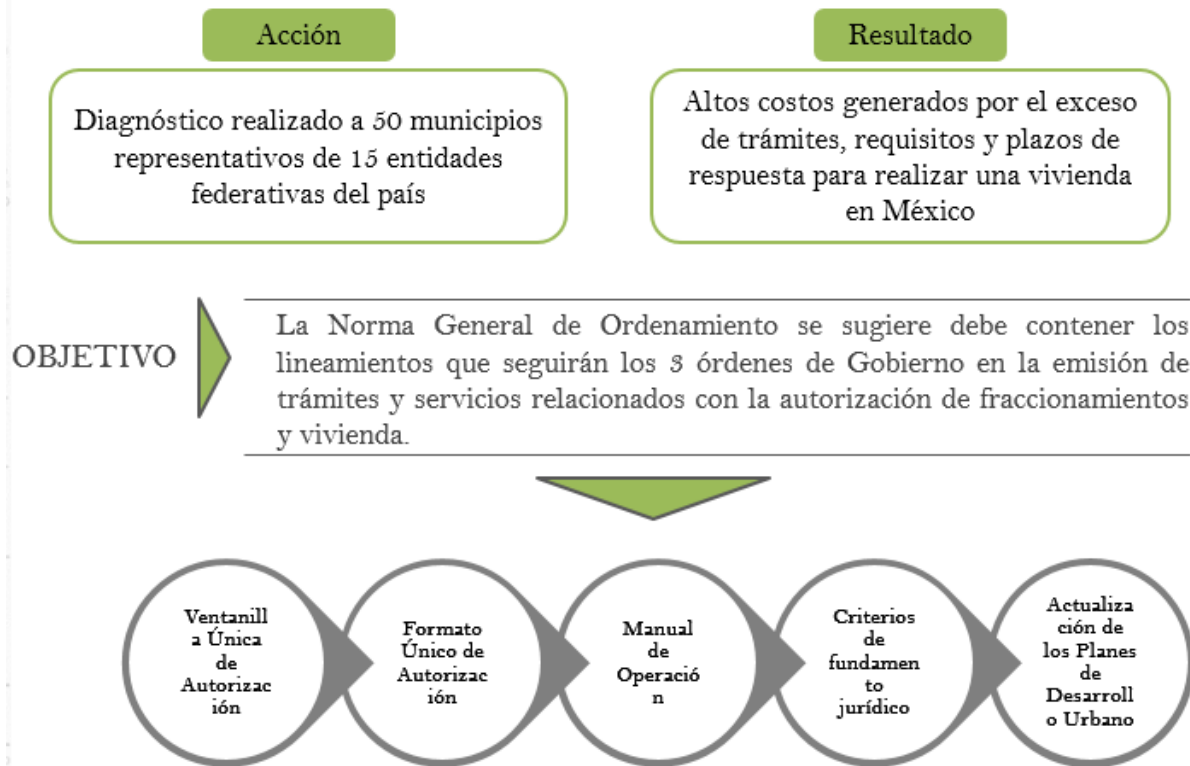 Acción
Resultado
Diagnóstico realizado a 50 municipios
representativos de 15 entidades
federativas del país
Altos costos generados por el exceso
de trámites, requisitos y plazos de
respuesta para realizar una vivienda
en México
OBJETIVO
La Norma General de Ordenamiento se sugiere debe contener los
lineamientos que seguirán los 3 órdenes de Gobierno en la emisión de
trámites y servicios relacionados con la autorización de fraccionamientos
y vivienda.
Ventanill
a Única
de
Autorizac
ión
Formato
Único de
Autorizac
ión
Manual
de
Operació
n
Criterios
de
fundamen
to
jurídico
Actualiza
ción de
los Planes
de
Desarroll
o Urbano